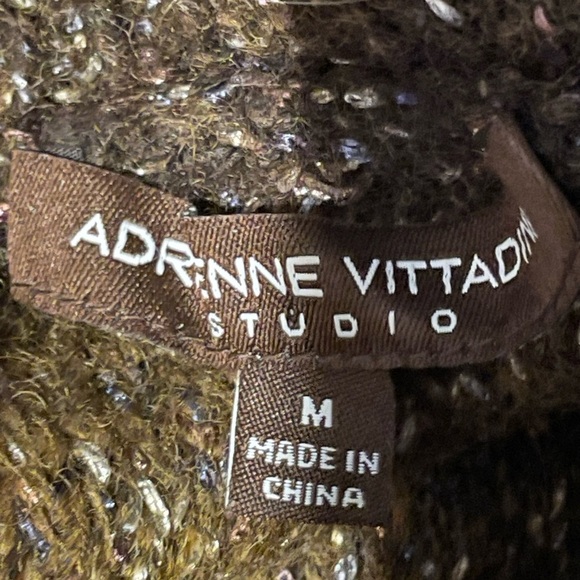 ADRIENNE VITTADINI
STUDIO
M
MADE IN
CHINA